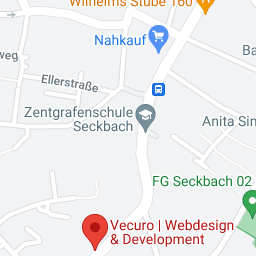 Wilhelms Stube 160
Nahkauf
Ba
weg
Ellerstraße
Zentgrafenschule
Seckbach
Anita Sin
FG Seckbach 02
Vecuro | Webdesign
& Development